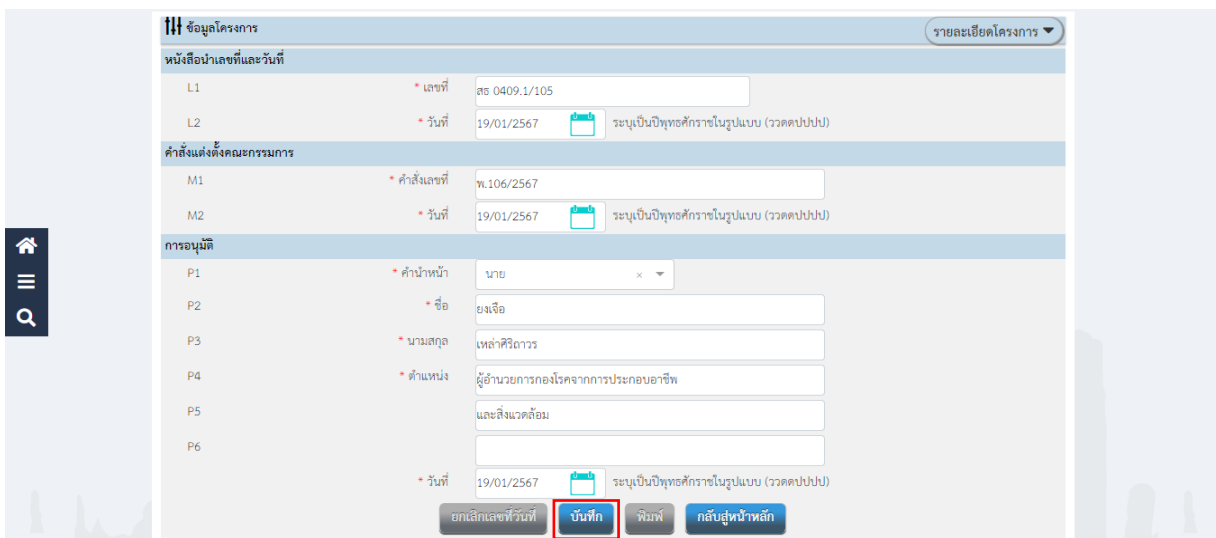 ข้อมูลโครงการ รายละเอียดโครงการ
หนังสือนำเลขที่และวันที่
L1 * เลขที่ สธ 0409.1/105
L2 * วันที่ 19/01/2567 ระบุเป็นปีพุทธศักราชในรูปแบบ (ววดดปปปป)
คำสั่งแต่งตั้งคณะกรรมการ
M1 * คำสั่งเลขที่ พ.106/2567
M2 * วันที่ 19/01/2567 ระบุเป็นปีพุทธศักราชในรูปแบบ (ววดดปปปป)
การอนุมัติ
P1 * คำนำหน้า นาย ×
P2 * ชื่อ ยงเจือ
P3 * นามสกุล เหล่าศิริถาวร
P4 * ตำแหน่ง ผู้อำนวยการกองโรคจากการประกอบอาชีพ
P5 และสิ่งแวดล้อม
P6
* วันที่ 19/01/2567 ระบุเป็นปีพุทธศักราชในรูปแบบ (ววดดปปปป)
ยกเลิกเลขที่วันที่ บันทึก พิมพ์ กลับสู่หน้าหลัก